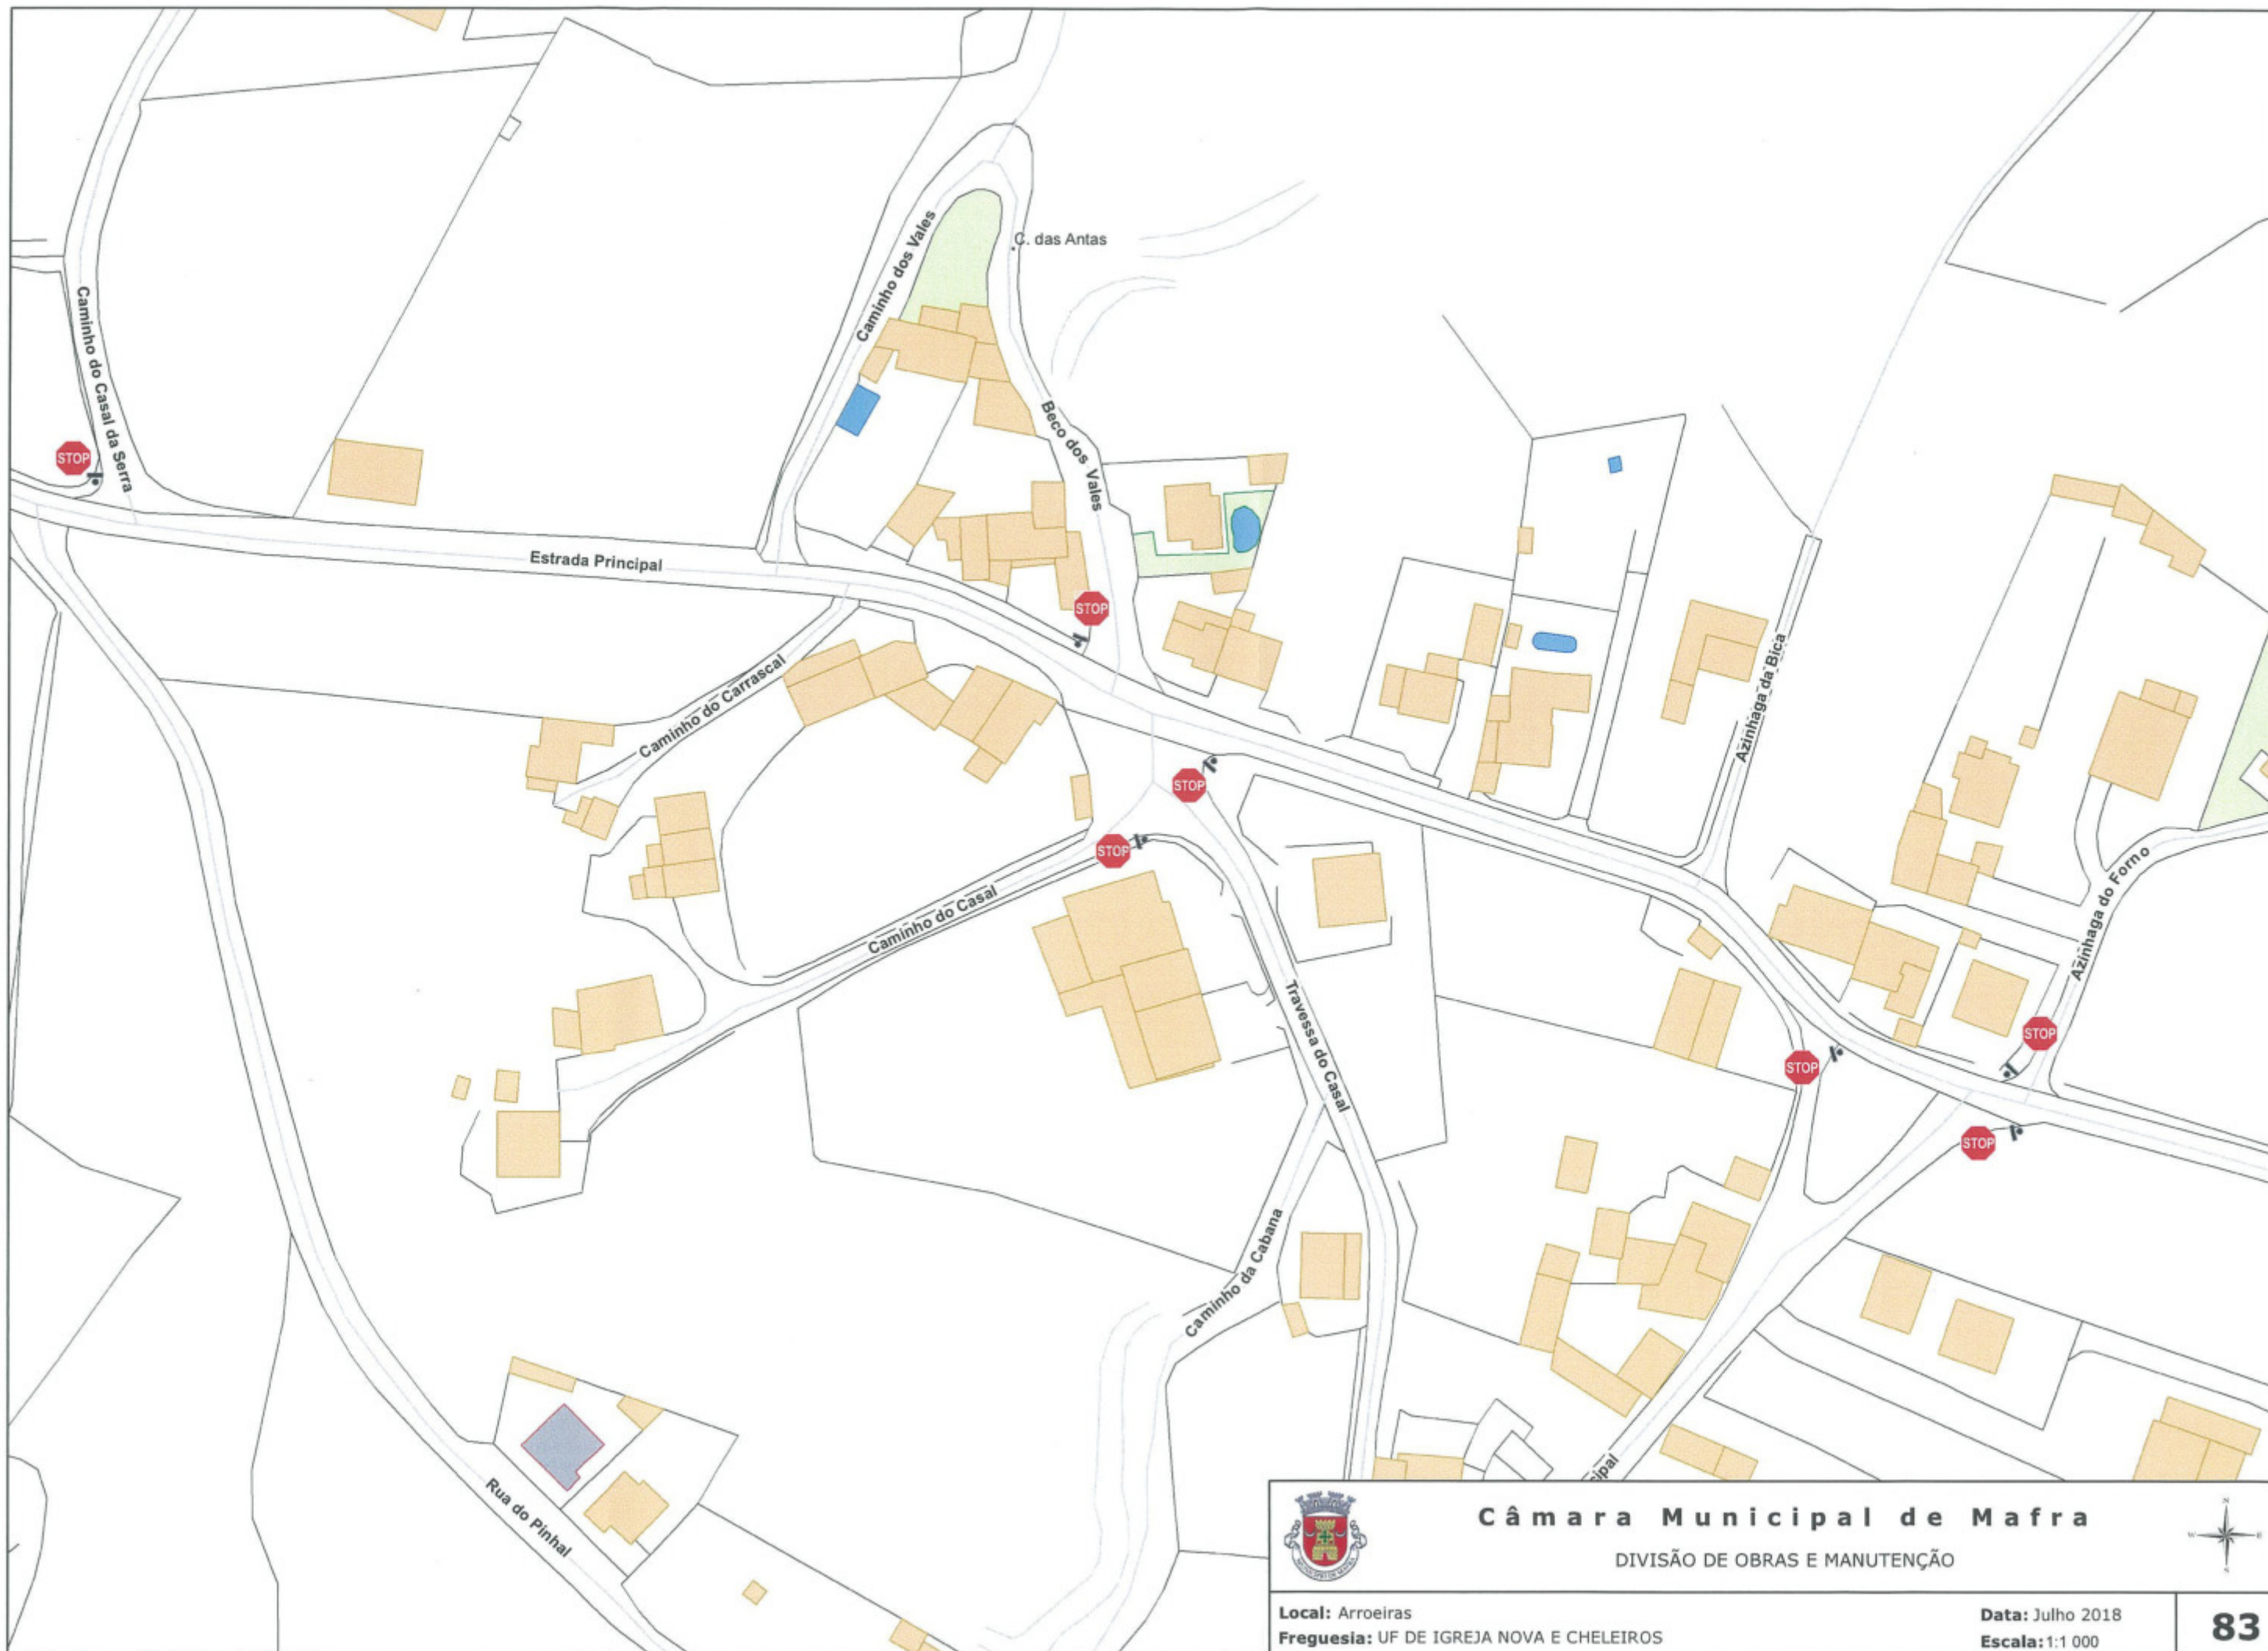 C. das Antas
Caminho dos Vales
Caminho do Casal da Serra
Beco dos Vales
STOP
Estrada Principal
STOP
Azinhaga da Bica
Caminho do Carrascal
STOP
STOP
Caminho do Casal
Azinhaga do Forno
Travessa do Casal
STOP
STOP
STOP
Caminho da Cabana
cipal
Rua do Pinhal
Câmara Municipal de Mafra
DIVISÃO DE OBRAS E MANUTENÇÃO
Local: Arroeiras
Data: Julho 2018
Freguesia: UF DE IGREJA NOVA E CHELEIROS
Escala:1:1 000
83